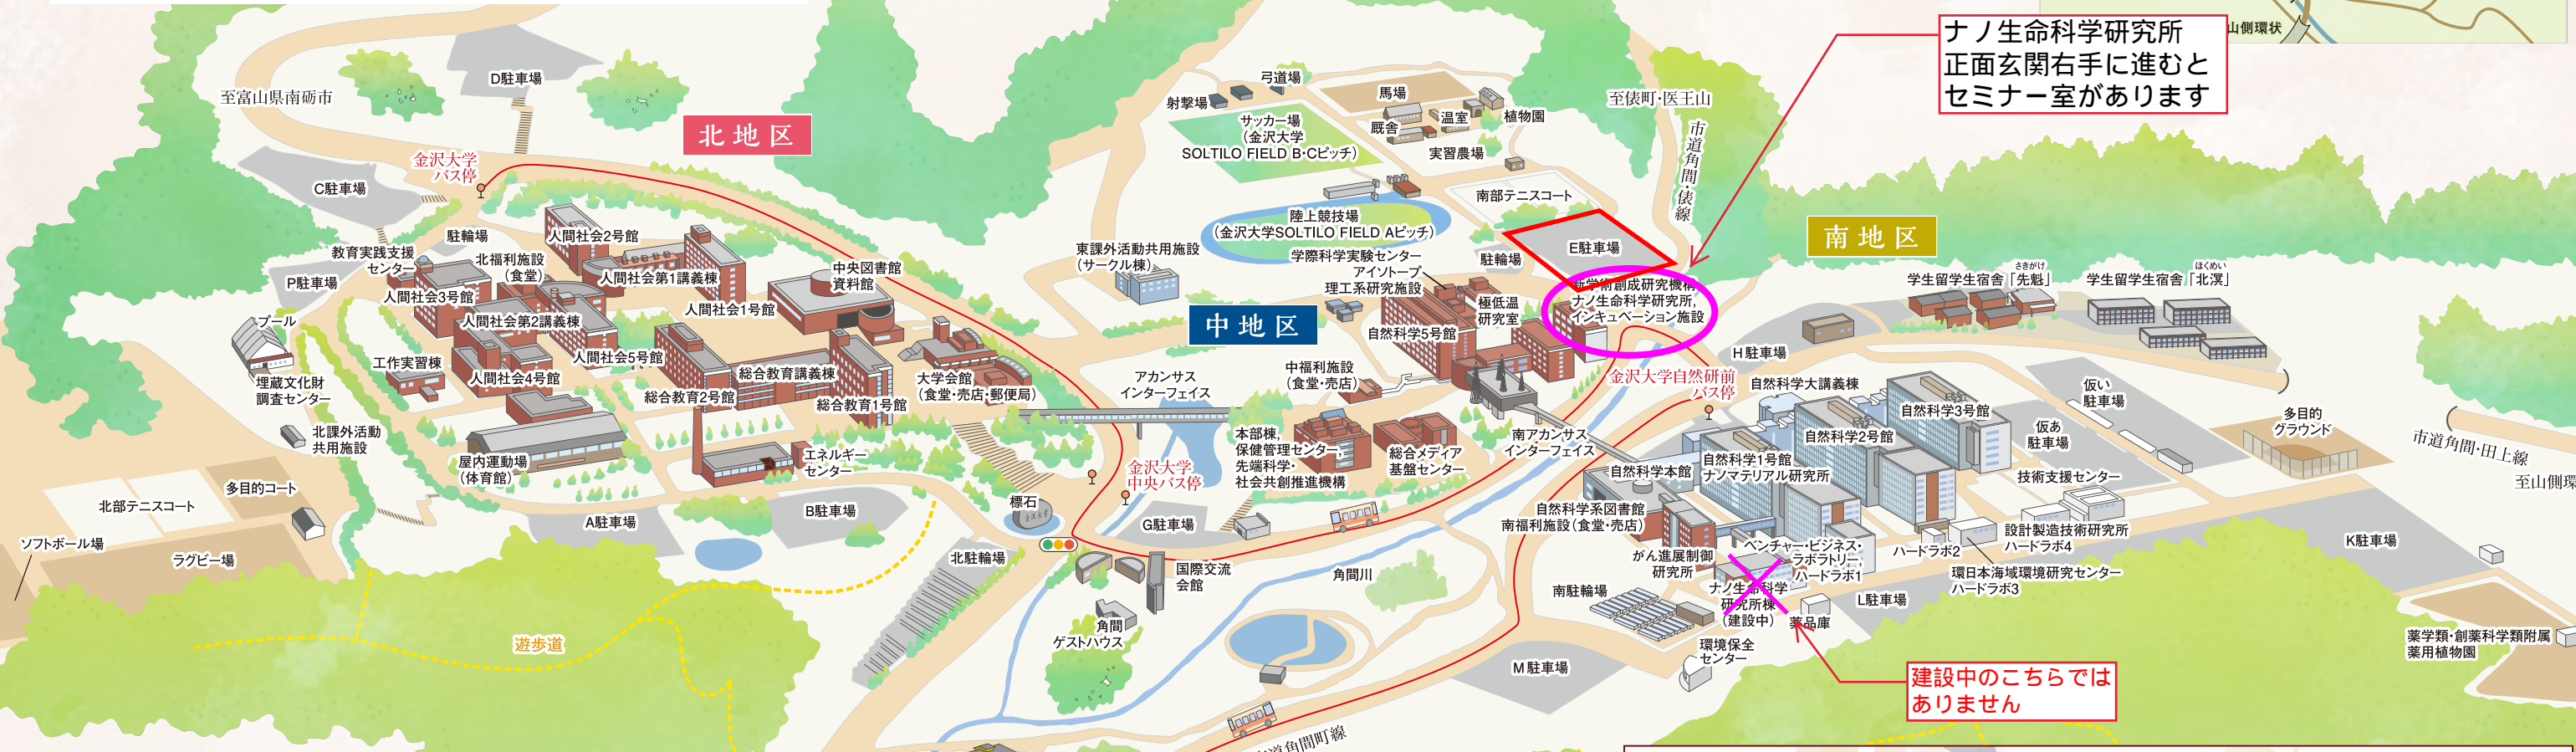 山側環状
ナノ生命科学研究所
正面玄関右手に進むと
セミナー室があります
D駐車場
至富山県南砺市
北地区
金沢大学
バス停
C駐車場
駐輪場
教育実践支援
センター
P駐車場
プール
埋蔵文化財
調査センター
北課外活動
共用施設
人間社会2号館
北福利施設
(食堂)
人間社会第1講義棟
人間社会3号館
人間社会1号館
人間社会第2講義棟
人間社会5号館
工作実習棟
人間社会4号館
中央図書館
資料館
総合教育講義棟
総合教育2号館
総合教育1号館
大学会館
(食堂・売店・郵便局)
屋内運動場
(体育館)
エネルギー
センター
多目的コート
北部テニスコート
ソフトボール場
ラグビー場
A駐車場
B駐車場
遊歩道
北駐輪場
標石
金沢大学
中央バス停
アカンサス
インターフェイス
G駐車場
国際交流
会館
角間
ゲストハウス
角間川
弓道場
射撃場
サッカー場
(金沢大学
SOLTILO FIELD B・Cピッチ)
馬場
厩舎
温室
植物園
実習農場
至俵町・医王山
市道角間・俵線
南部テニスコート
陸上競技場
(金沢大学SOLTILO FIELD Aピッチ)
東課外活動共用施設
(サークル棟)
中地区
学際科学実験センター
アイソトープ
理工系研究施設
駐輪場
E駐車場
新学術創成研究機構
ナノ生命科学研究所,
インキュベーション施設
極低温
研究室
自然科学5号館
中福利施設
(食堂・売店)
本部棟,
保健管理センター,
先端科学・
社会共創推進機構
総合メディア
基盤センター
南アカンサス
インターフェイス
金沢大学自然研前
バス停
南地区
学生留学生宿舎「先魁」
さきがけ
学生留学生宿舎「北溟」
ほくめい
H駐車場
自然科学大講義棟
自然科学3号館
自然科学2号館
自然科学1号館
ナノマテリアル研究所
自然科学本館
自然科学系図書館
南福利施設(食堂・売店)
がん進展制御
研究所
ベンチャー・ビジネス・
ラボラトリー,
ハードラボ1
ナノ生命科学
研究所棟
(建設中)
薬品庫
L駐車場
ハードラボ2
設計製造技術研究所
ハードラボ4
環日本海域環境研究センター
ハードラボ3
技術支援センター
仮い
駐車場
仮あ
駐車場
多目的
グラウンド
市道角間・田上線
至山側環
K駐車場
薬学類・創薬科学類附属
薬用植物園
南駐輪場
環境保全
センター
M駐車場
建設中のこちらでは
ありません
道角間町線